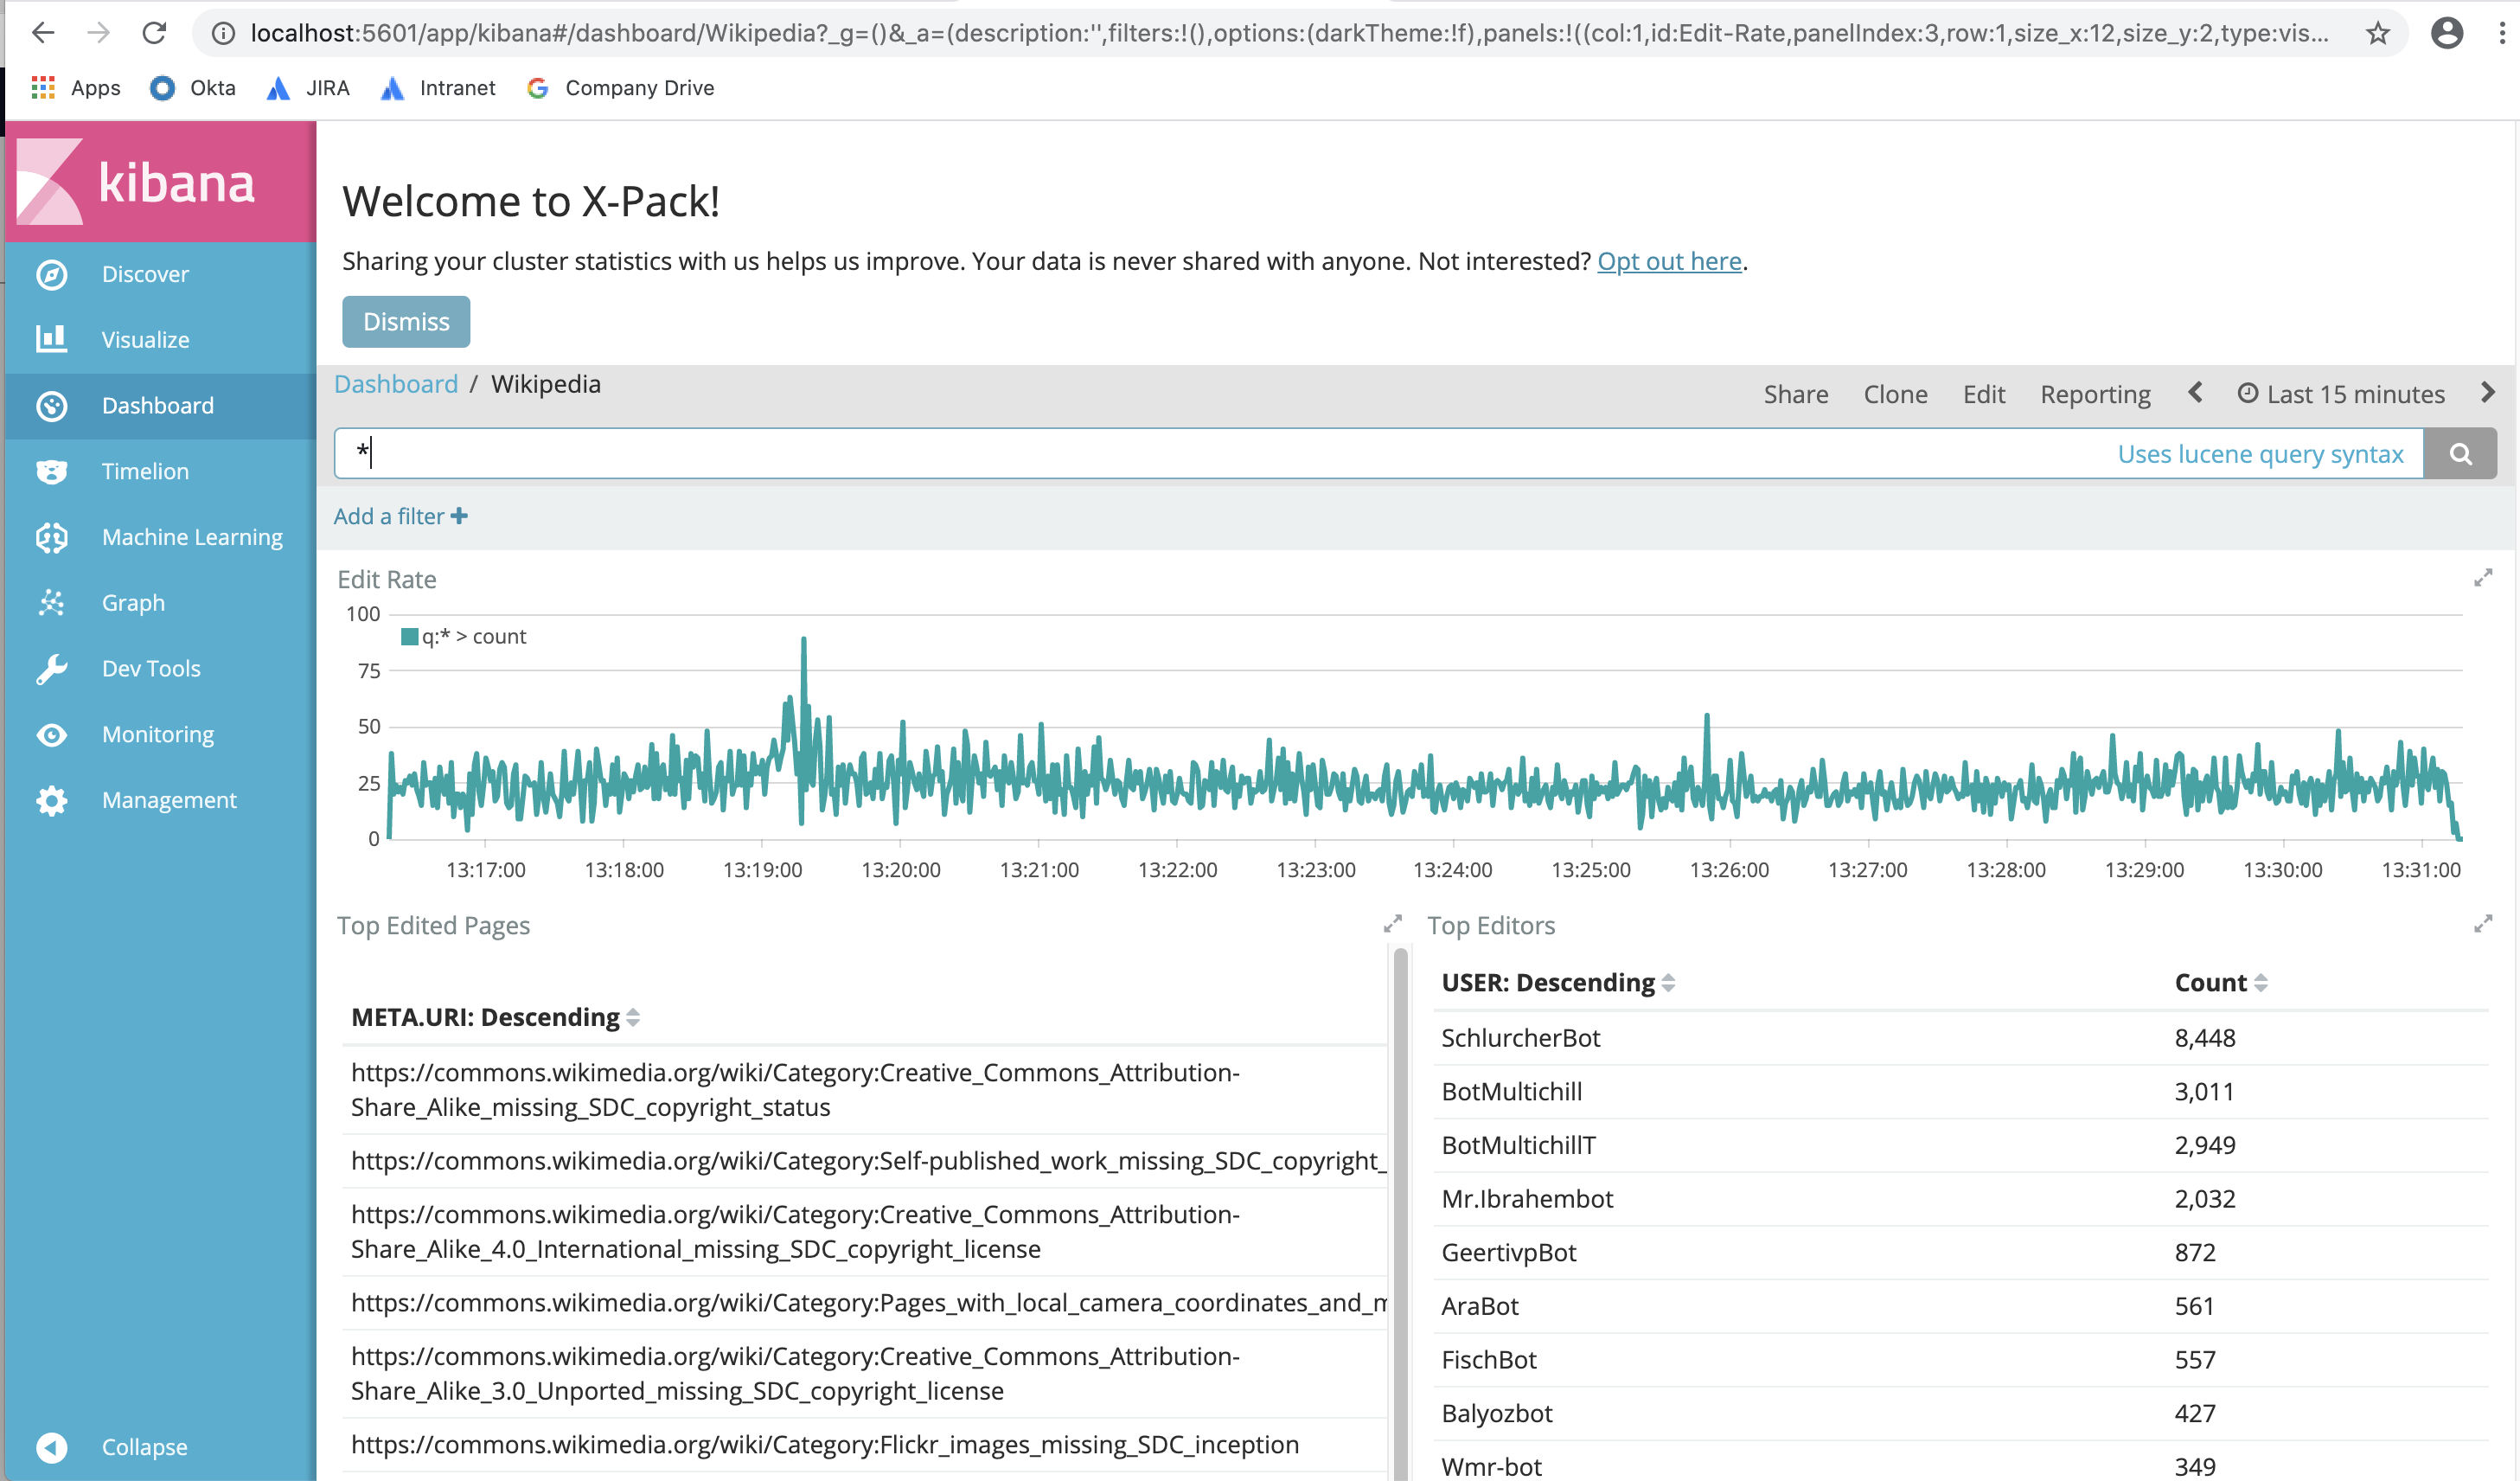 localhost:5601/app/kibana#/dashboard/Wikipedia?_g=()&_a=(description:'',filters:!(),options:(darkTheme:!f),panels:!((col:1,id:Edit-Rate,panelIndex:3,row:1,size_x:12,size_y:2,type:vis...
Apps Okta JIRA Intranet Company Drive
kibana
Discover
Visualize
Dashboard
Timelion
Machine Learning
Graph
Dev Tools
Monitoring
Management
Collapse
Welcome to X-Pack!
Sharing your cluster statistics with us helps us improve. Your data is never shared with anyone. Not interested? Opt out here.
Dismiss
Dashboard / Wikipedia
Share Clone Edit Reporting Last 15 minutes
* Uses lucene query syntax
Add a filter +
Edit Rate
q:* > count
100
75
50
25
0
13:17:00 13:18:00 13:19:00 13:20:00 13:21:00 13:22:00 13:23:00 13:24:00 13:25:00 13:26:00 13:27:00 13:28:00 13:29:00 13:30:00 13:31:00
Top Edited Pages
META.URI: Descending
https://commons.wikimedia.org/wiki/Category:Creative_Commons_Attribution-
Share_Alike_missing_SDC_copyright_status
https://commons.wikimedia.org/wiki/Category:Self-published_work_missing_SDC_copyright_
https://commons.wikimedia.org/wiki/Category:Creative_Commons_Attribution-
Share_Alike_4.0_International_missing_SDC_copyright_license
https://commons.wikimedia.org/wiki/Category:Pages_with_local_camera_coordinates_and_m
https://commons.wikimedia.org/wiki/Category:Creative_Commons_Attribution-
Share_Alike_3.0_Unported_missing_SDC_copyright_license
https://commons.wikimedia.org/wiki/Category:Flickr_images_missing_SDC_inception
Top Editors
USER: Descending Count
SchlurcherBot 8,448
BotMultichill 3,011
BotMultichillT 2,949
Mr.Ibrahembot 2,032
GeertivpBot 872
AraBot 561
FischBot 557
Balyozbot 427
Wmr-bot 349